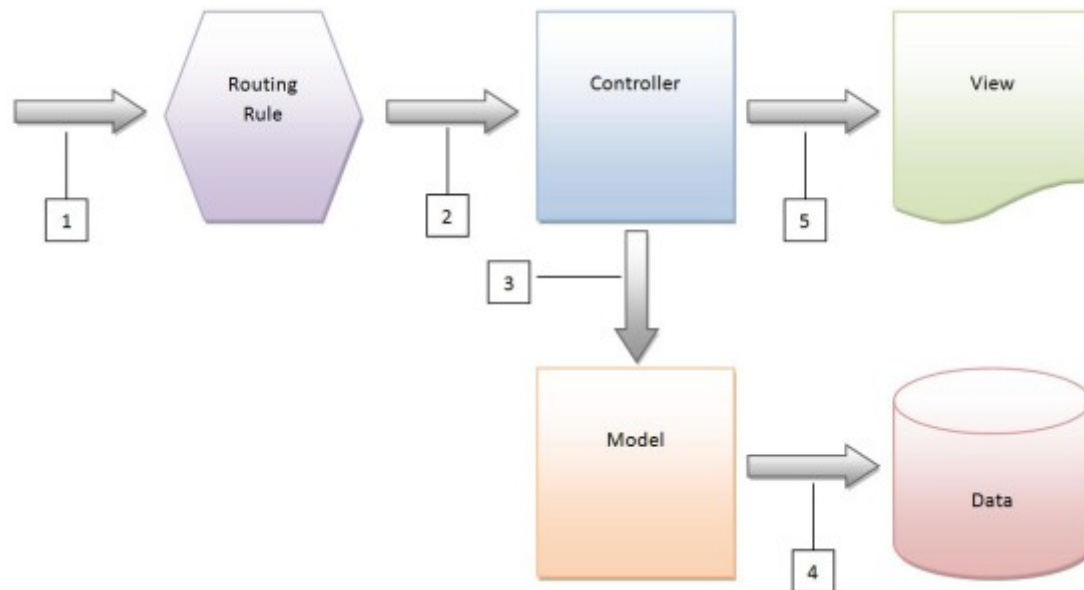 Routing
Rule
Controller
View
1
2
5
3
Model
Data
4